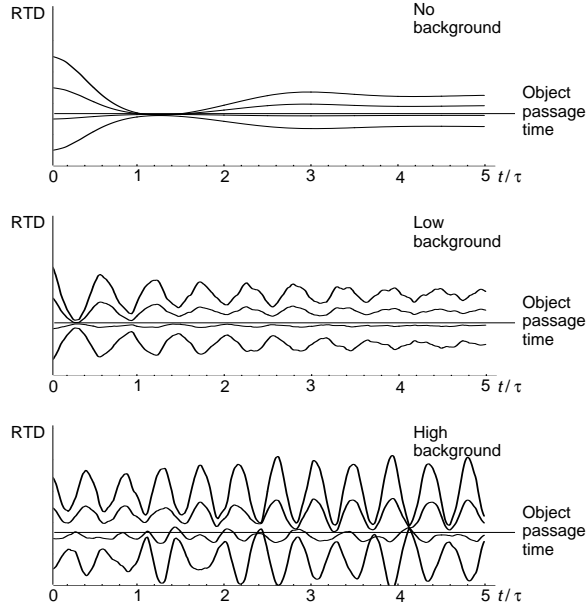 RTD
No
background
Object
passage
time
0 1 2 3 4 5 t/τ
RTD
Low
background
Object
passage
time
0 1 2 3 4 5 t/τ
RTD
High
background
Object
passage
time
0 1 2 3 4 5 t/τ